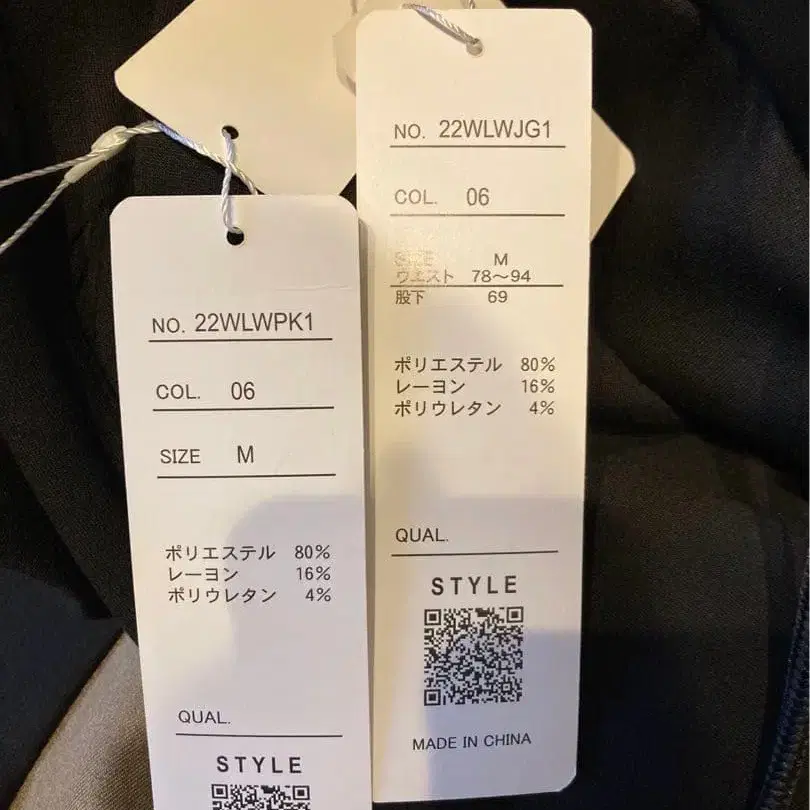 NO. 22WLWJG1
COL. 06
SIZE M
ウエスト 78～94
股下 69
ポリエステル 80%
レーヨン 16%
ポリウレタン 4%
QUAL.
STYLE
MADE IN CHINA
NO. 22WLWPK1
COL. 06
SIZE M
ポリエステル 80%
レーヨン 16%
ポリウレタン 4%
QUAL.
STYLE